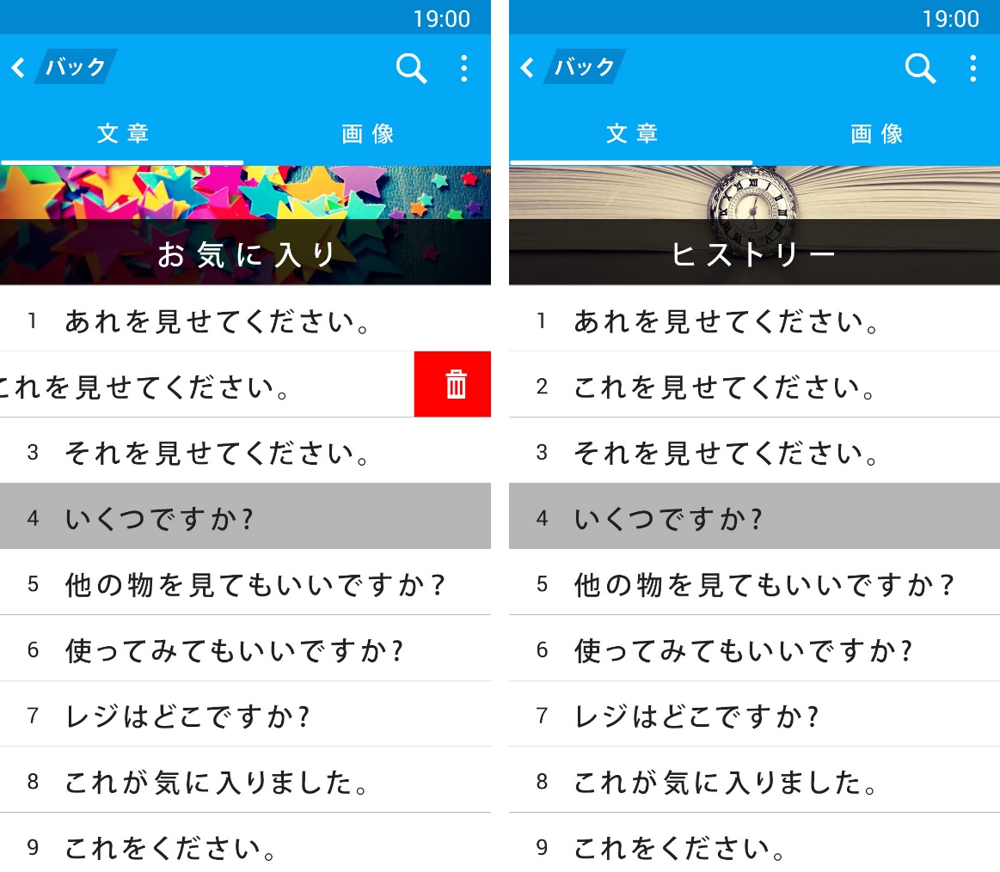 19:00
バック
文章 画像
お気に入り
1 あれを見せてください。
これを見せてください。
3 それを見せてください。
4 いくつですか?
5 他の物を見てもいいですか?
6 使ってみてもいいですか?
7 レジはどこですか?
8 これが気に入りました。
9 これをください。
19:00
バック
文章 画像
ヒストリー
1 あれを見せてください。
2 これを見せてください。
3 それを見せてください。
4 いくつですか?
5 他の物を見てもいいですか?
6 使ってみてもいいですか?
7 レジはどこですか?
8 これが気に入りました。
9 これをください。